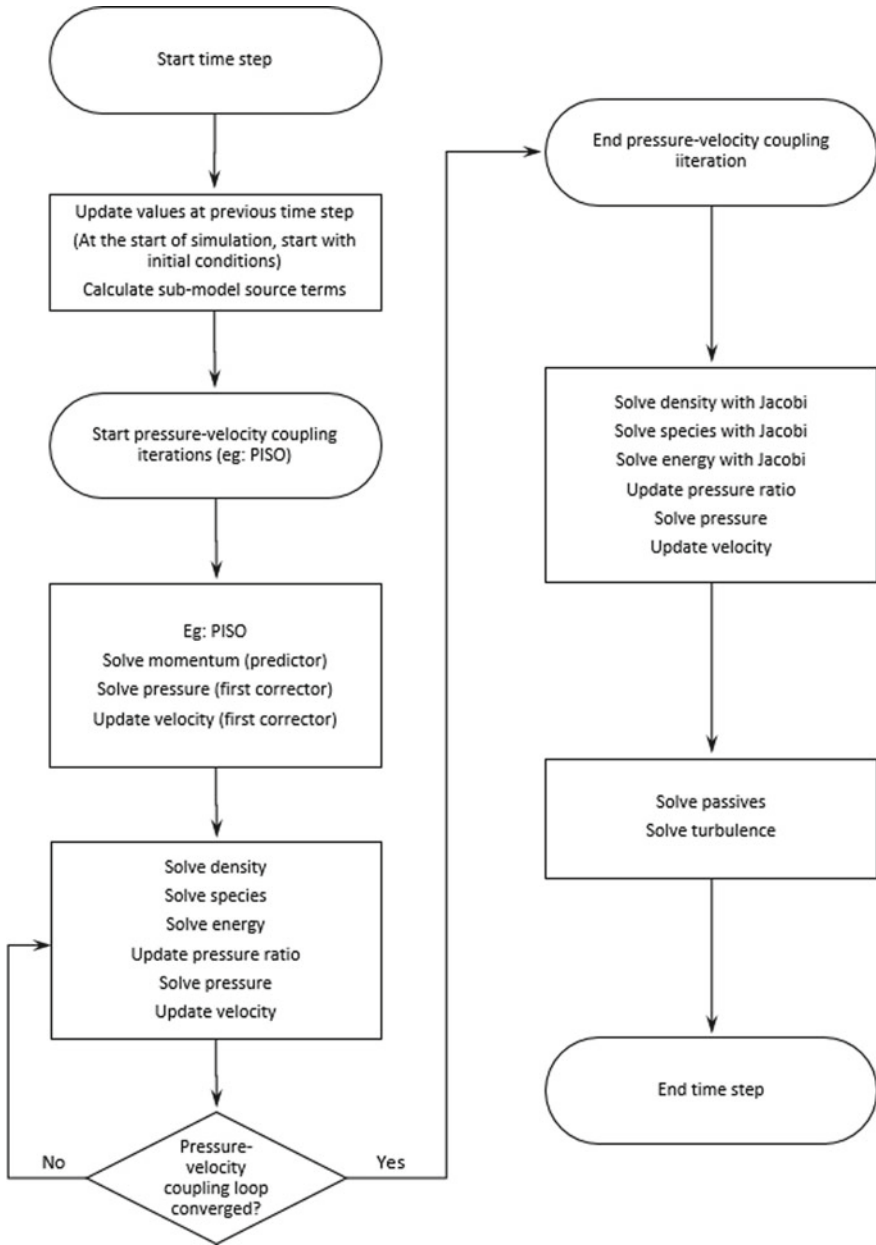 Start time step
Update values at previous time step
(At the start of simulation, start with
initial conditions)
Calculate sub-model source terms
Start pressure-velocity coupling
iterations (eg: PISO)
Eg: PISO
Solve momentum (predictor)
Solve pressure (first corrector)
Update velocity (first corrector)
Solve density
Solve species
Solve energy
Update pressure ratio
Solve pressure
Update velocity
Pressure-
velocity
coupling loop
converged?
No
Yes
End pressure-velocity coupling
iiteration
Solve density with Jacobi
Solve species with Jacobi
Solve energy with Jacobi
Update pressure ratio
Solve pressure
Update velocity
Solve passives
Solve turbulence
End time step